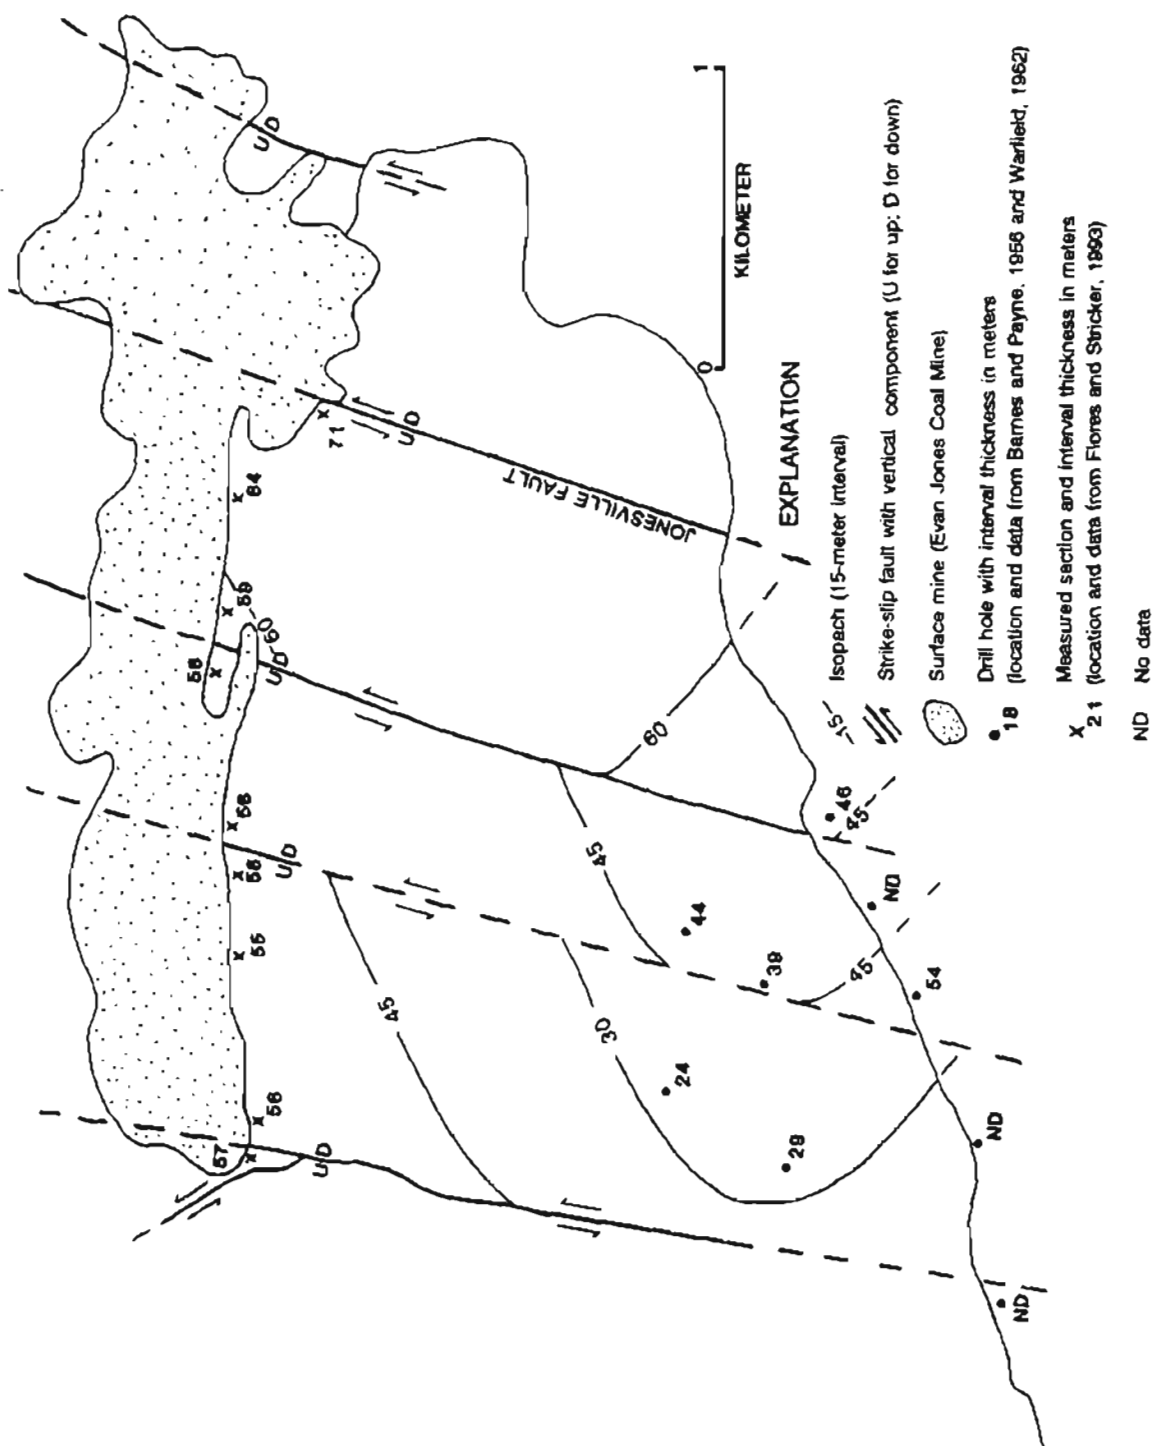 U D
U D
71
64
JONESVILLE FAULT
59
60
58
U D
56
56
U D
55
56
57
U D
60
45
45
30
44
39
24
29
46
45
ND
45
54
ND
ND
0 1
KILOMETER
EXPLANATION
45
Isopach (15-meter interval)
Strike-slip fault with vertical component (U for up; D for down)
Surface mine (Evan Jones Coal Mine)
18
Drill hole with interval thickness in meters
(location and data from Barnes and Payne, 1956 and Warfield, 1962)
X
21
Measured section and interval thickness in meters
(location and data from Flores and Stricker, 1993)
ND No data